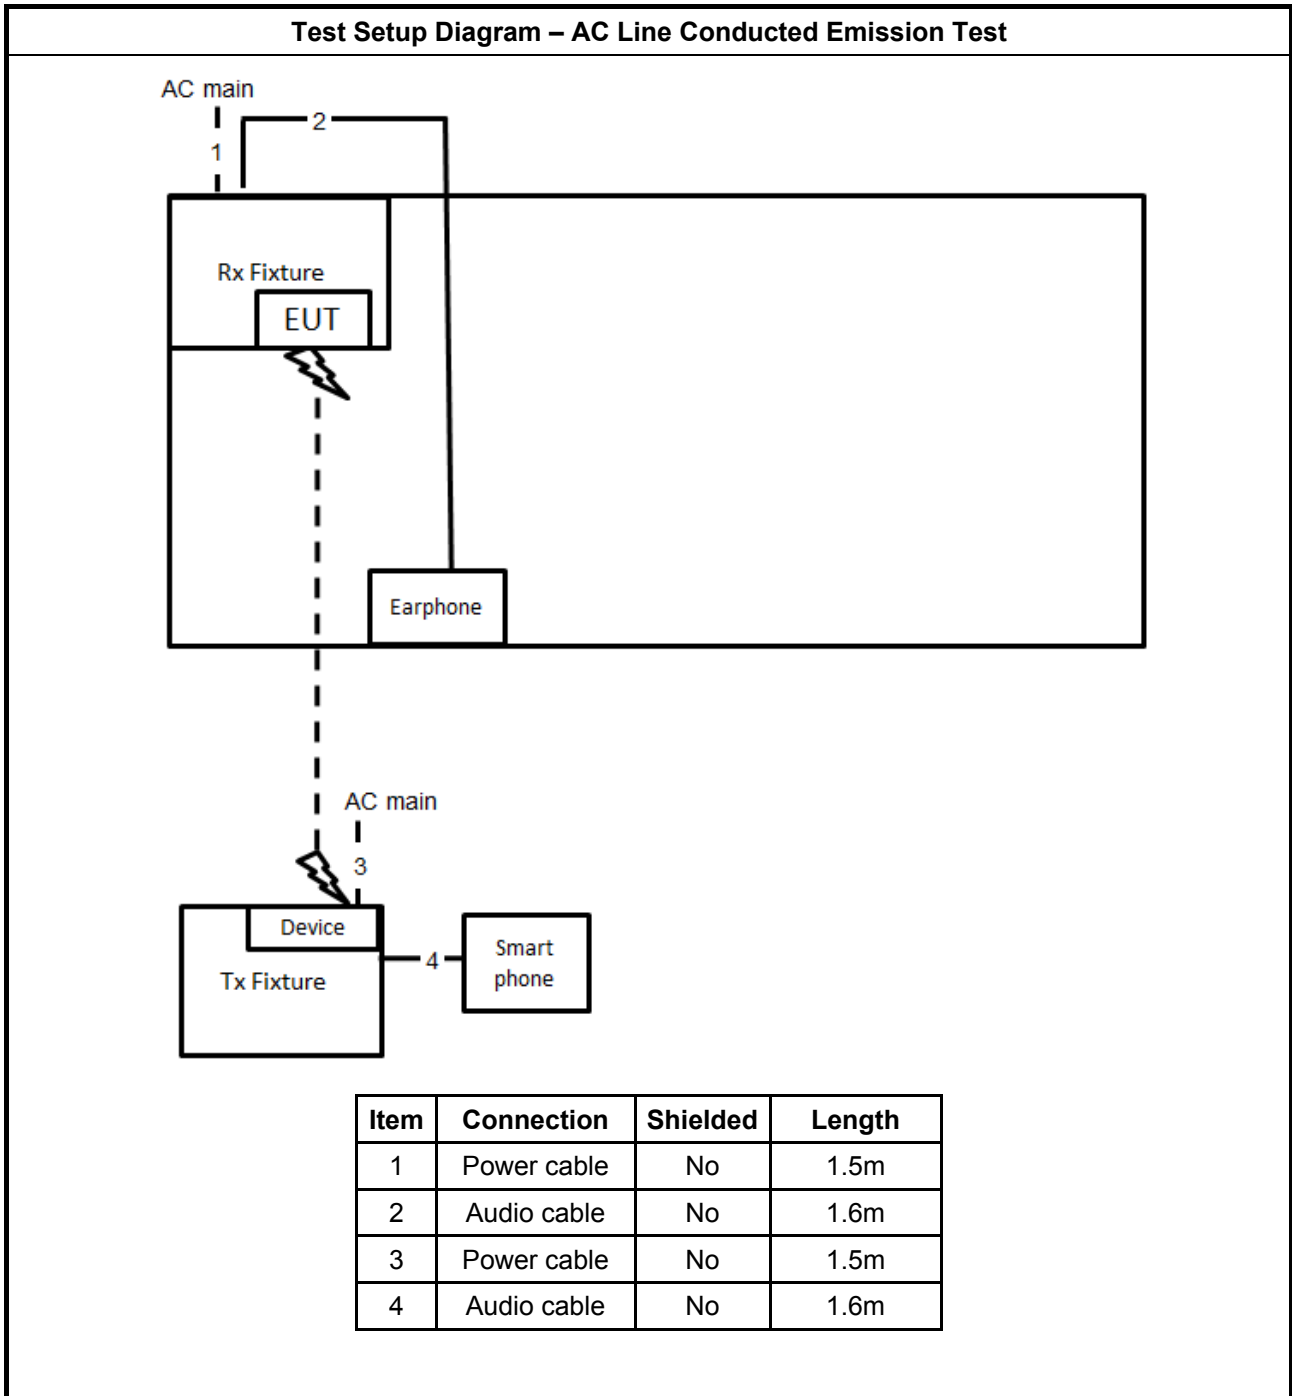 Test Setup Diagram – AC Line Conducted Emission Test
AC main
2
1
Rx Fixture
EUT
Earphone
AC main
3
Device
Tx Fixture
4
Smart
phone
Item Connection Shielded Length
1 Power cable No 1.5m
2 Audio cable No 1.6m
3 Power cable No 1.5m
4 Audio cable No 1.6m